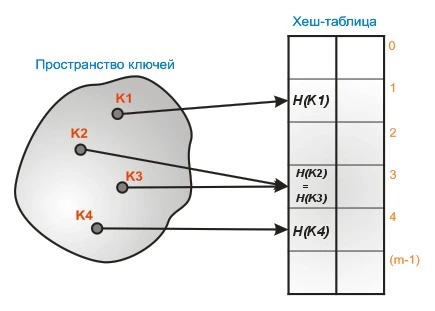 Хеш-таблица
Пространство ключей
K1
K2
K3
K4
H(K1)
H(K2)
=
H(K3)
H(K4)
0
1
2
3
4
(m-1)